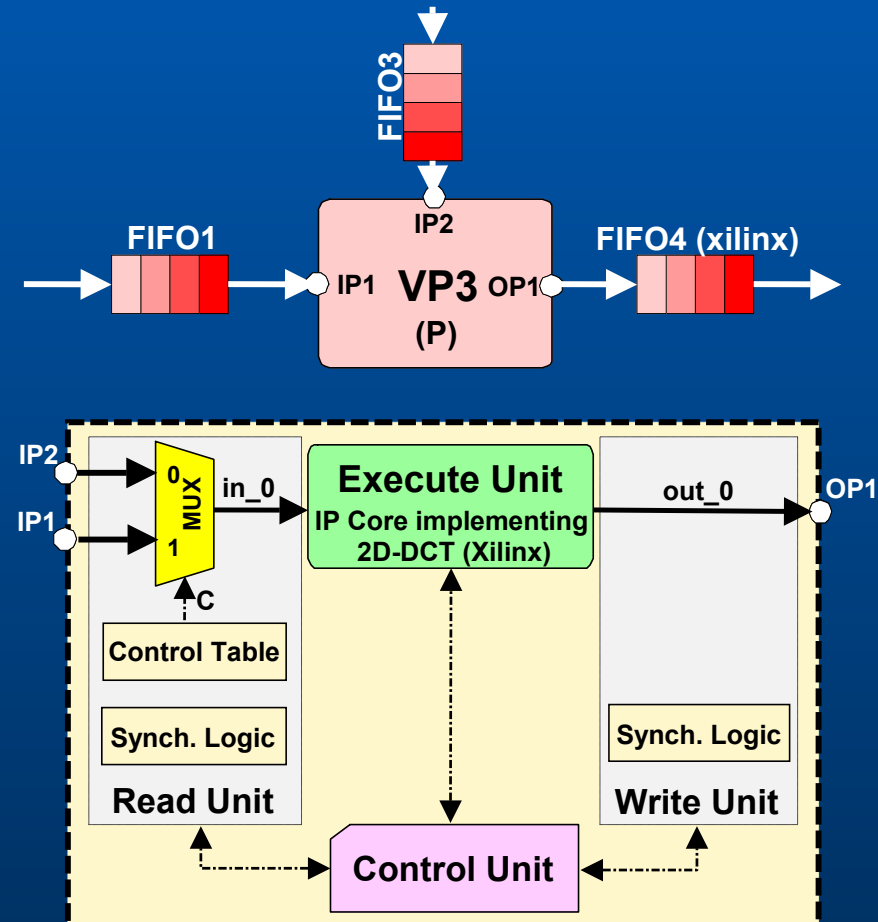 FIFO3
IP2
FIFO1
FIFO4 (xilinx)
IP1
VP3
OP1
(P)
IP2
0
MUX
in_0
Execute Unit
out_0
OP1
IP1
1
IP Core implementing
2D-DCT (Xilinx)
C
Control Table
Synch. Logic
Synch. Logic
Read Unit
Write Unit
Control Unit